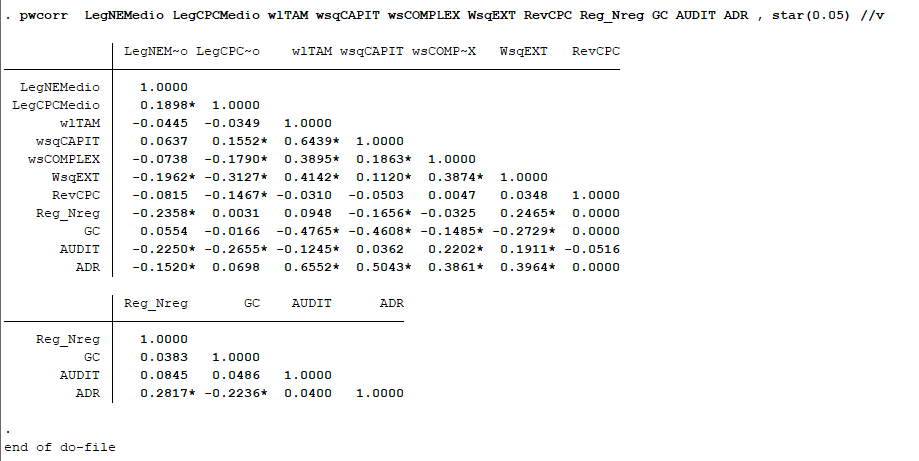 . pwcorr  LegNEMedio LegCPCMedio wlTAM wsqCAPIT wsCOMPLEX WsqEXT RevCPC Reg_Nreg GC AUDIT ADR , star(0.05) //v
LegNEM~o LegCPC~o wlTAM wsqCAPIT wsCOMP~X WsqEXT RevCPC
LegNEMedio 1.0000
LegCPCMedio 0.1898* 1.0000
wlTAM -0.0445 -0.0349 1.0000
wsqCAPIT 0.0637 0.1552* 0.6439* 1.0000
wsCOMPLEX -0.0738 -0.1790* 0.3895* 0.1863* 1.0000
WsqEXT -0.1962* -0.3127* 0.4142* 0.1120* 0.3874* 1.0000
RevCPC -0.0815 -0.1467* -0.0310 -0.0503 0.0047 0.0348 1.0000
Reg_Nreg -0.2358* 0.0031 0.0948 -0.1656* -0.0325 0.2465* 0.0000
GC 0.0554 -0.0166 -0.4765* -0.4608* -0.1485* -0.2729* 0.0000
AUDIT -0.2250* -0.2655* -0.1245* 0.0362 0.2202* 0.1911* -0.0516
ADR -0.1520* 0.0698 0.6552* 0.5043* 0.3861* 0.3964* 0.0000
Reg_Nreg GC AUDIT ADR
Reg_Nreg 1.0000
GC 0.0383 1.0000
AUDIT 0.0845 0.0486 1.0000
ADR 0.2817* -0.2236* 0.0400 1.0000
.
end of do-file